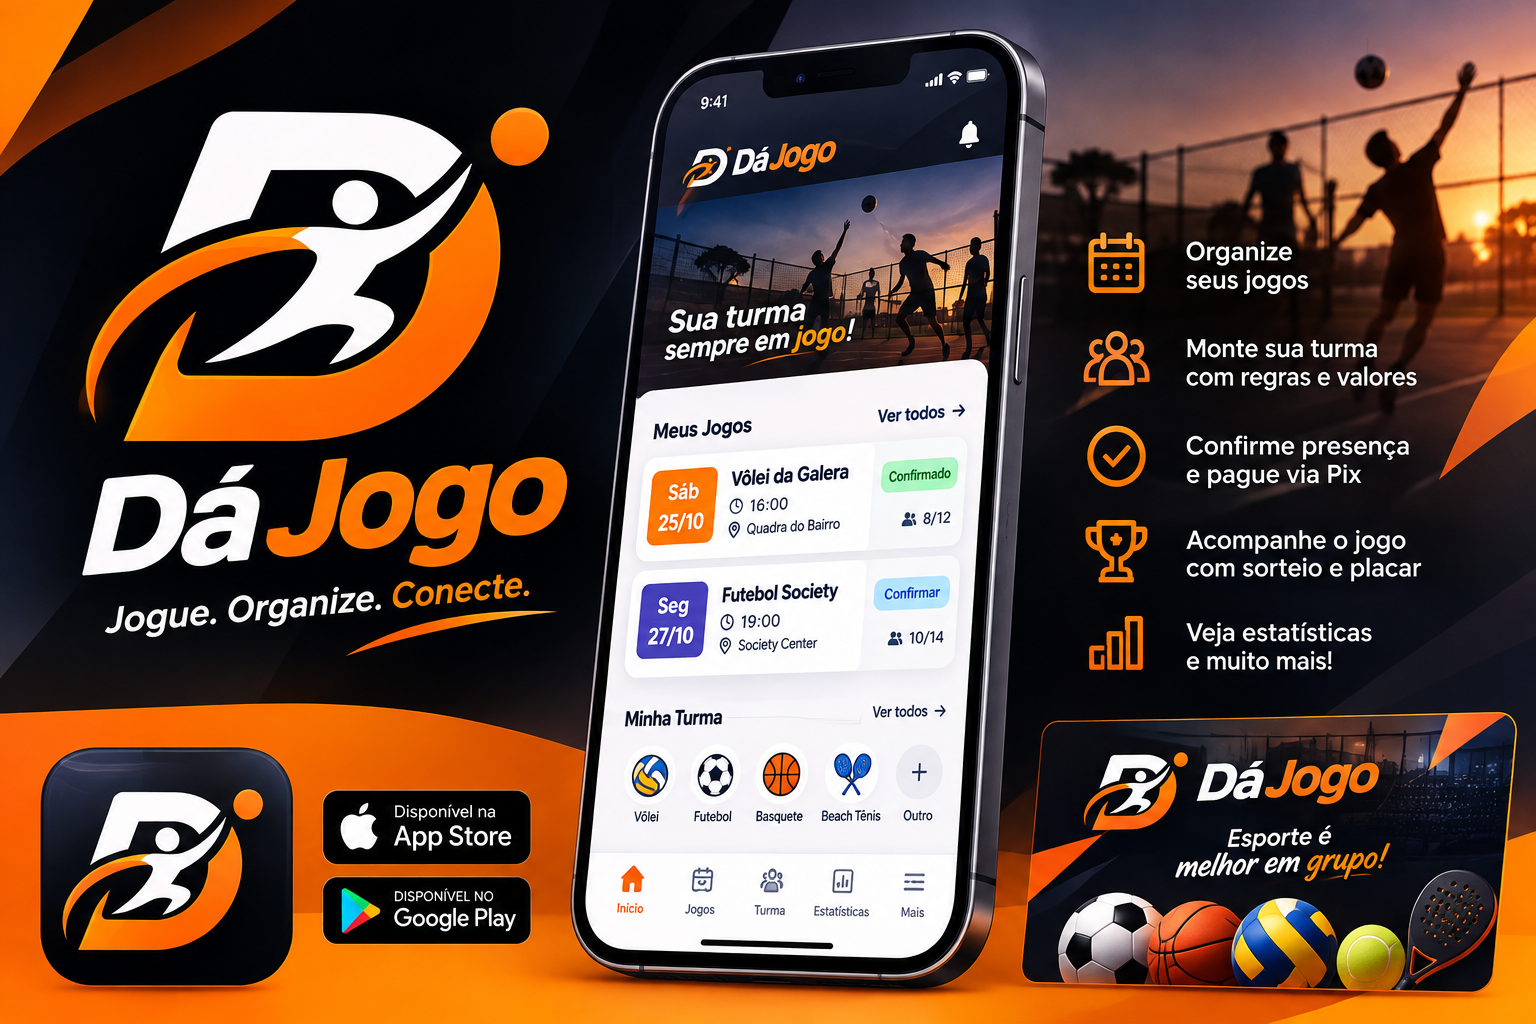 Dá Jogo
Jogue. Organize. Conecte.
Disponível na
App Store
DISPONÍVEL NO
Google Play
9:41
Dá Jogo
Sua turma
sempre em jogo!
Meus Jogos
Ver todos →
Sáb
25/10
Vôlei da Galera
16:00
Quadra do Bairro
Confirmado
8/12
Seg
27/10
Futebol Society
19:00
Society Center
Confirmar
10/14
Minha Turma
Ver todos →
Vôlei
Futebol
Basquete
Beach Tênis
Outro
Início
Jogos
Turma
Estatísticas
Mais
Organize
seus jogos
Monte sua turma
com regras e valores
Confirme presença
e pague via Pix
Acompanhe o jogo
com sorteio e placar
Veja estatísticas
e muito mais!
Dá Jogo
Esporte é
melhor em grupo!